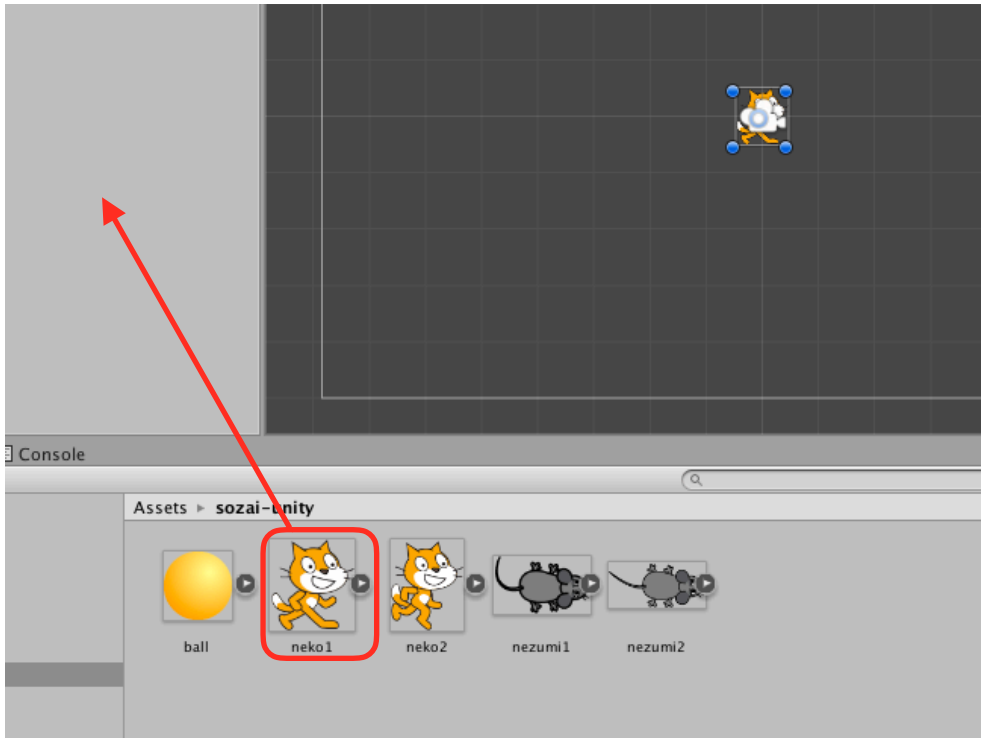 Console
Assets ▸ sozai-unity
ball
neko1
neko2
nezumi1
nezumi2